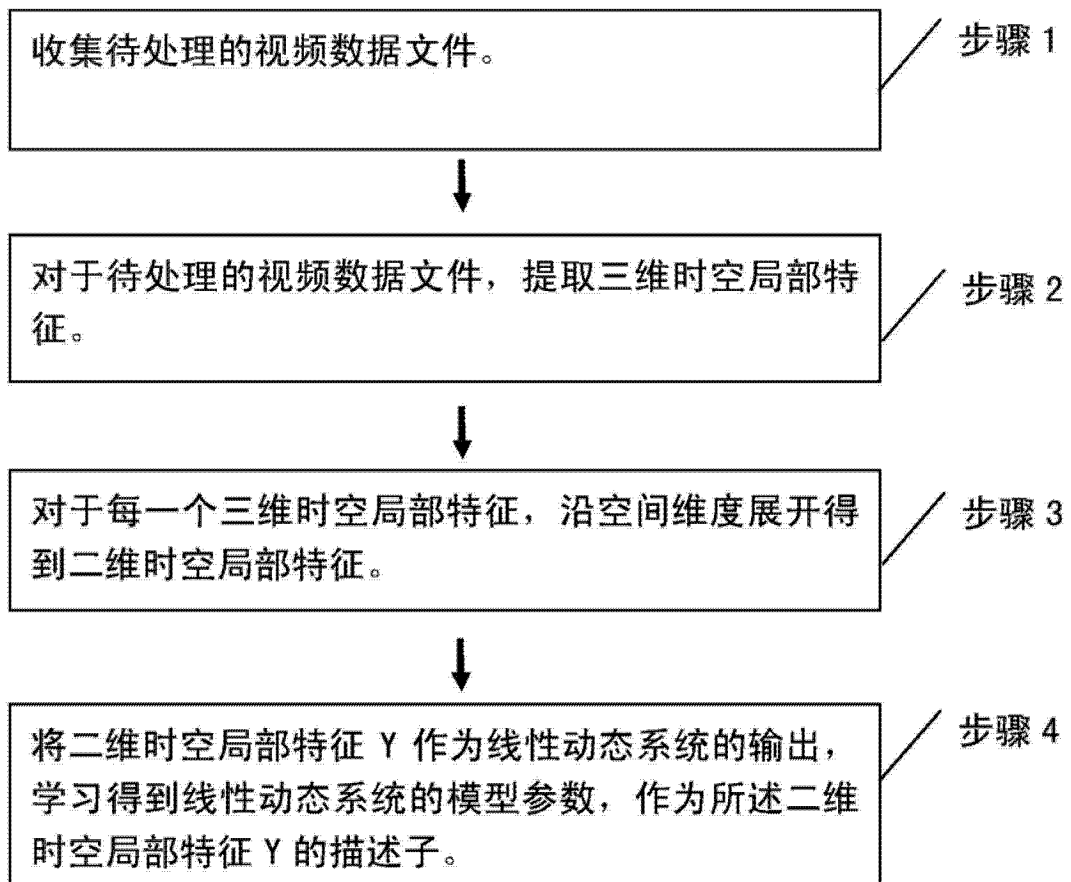 收集待处理的视频数据文件。
步骤 1
对于待处理的视频数据文件，提取三维时空局部特
征。
步骤 2
对于每一个三维时空局部特征，沿空间维度展开得
到二维时空局部特征。
步骤 3
将二维时空局部特征 Y 作为线性动态系统的输出，
学习得到线性动态系统的模型参数，作为所述二维
时空局部特征 Y 的描述子。
步骤 4